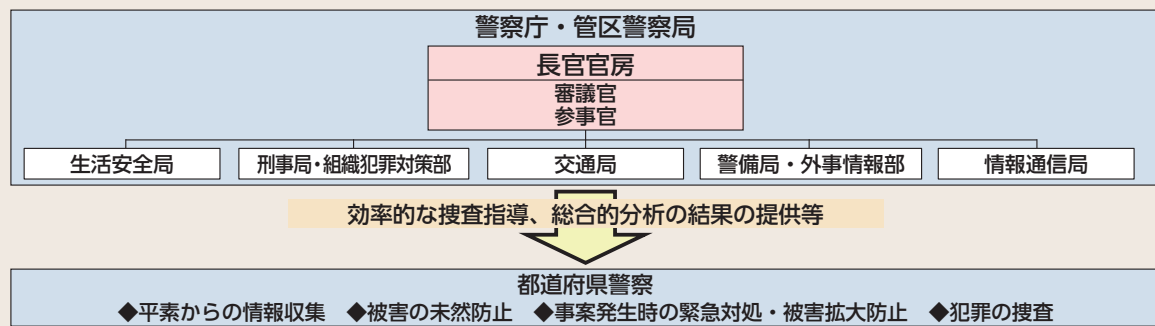 警察庁・管区警察局
長官官房
審議官
参事官
生活安全局
刑事局・組織犯罪対策部
交通局
警備局・外事情報部
情報通信局
効率的な捜査指導、総合的分析の結果の提供等
都道府県警察
◆平素からの情報収集 ◆被害の未然防止 ◆事案発生時の緊急対処・被害拡大防止 ◆犯罪の捜査